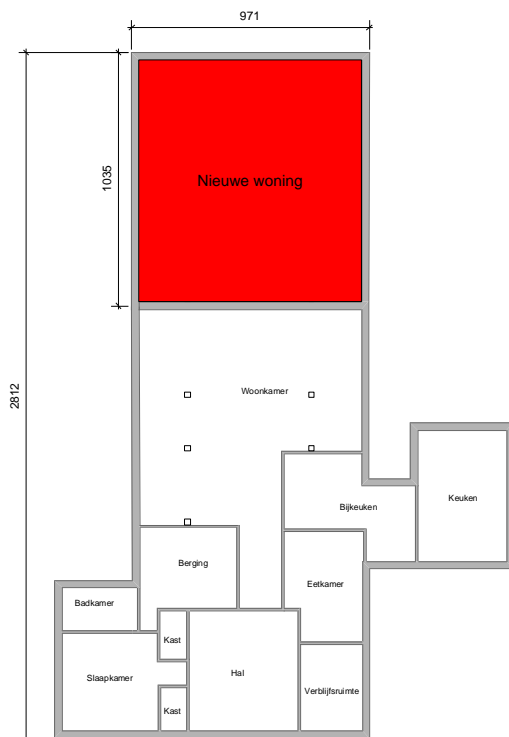 971
1035
2812
Nieuwe woning
Woonkamer
Keuken
Bijkeuken
Berging
Eetkamer
Badkamer
Kast
Slaapkamer
Hal
Verblijfsruimte
Kast